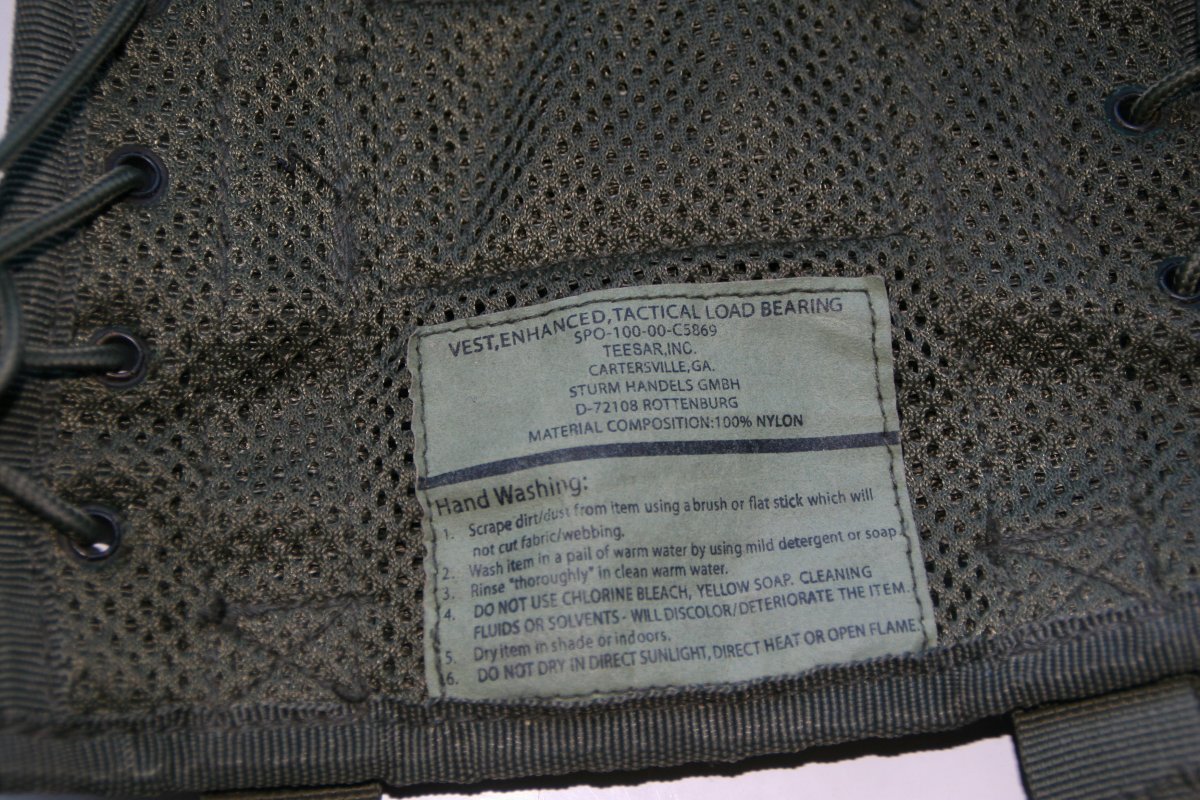 VEST,ENHANCED,TACTICAL LOAD BEARING
SPO-100-00-C5869
TEESAR,INC.
CARTERSVILLE,GA.
STURM HANDELS GMBH
D-72108 ROTTENBURG
MATERIAL COMPOSITION:100% NYLON
Hand Washing:
1. Scrape dirt/dust from item using a brush or flat stick which will
not cut fabric/webbing.
2. Wash item in a pail of warm water by using mild detergent or soap.
3. Rinse "thoroughly" in clean warm water.
4. DO NOT USE CHLORINE BLEACH, YELLOW SOAP. CLEANING
FLUIDS OR SOLVENTS - WILL DISCOLOR/DETERIORATE THE ITEM.
5. Dry item in shade or indoors.
6. DO NOT DRY IN DIRECT SUNLIGHT,DIRECT HEAT OR OPEN FLAME.